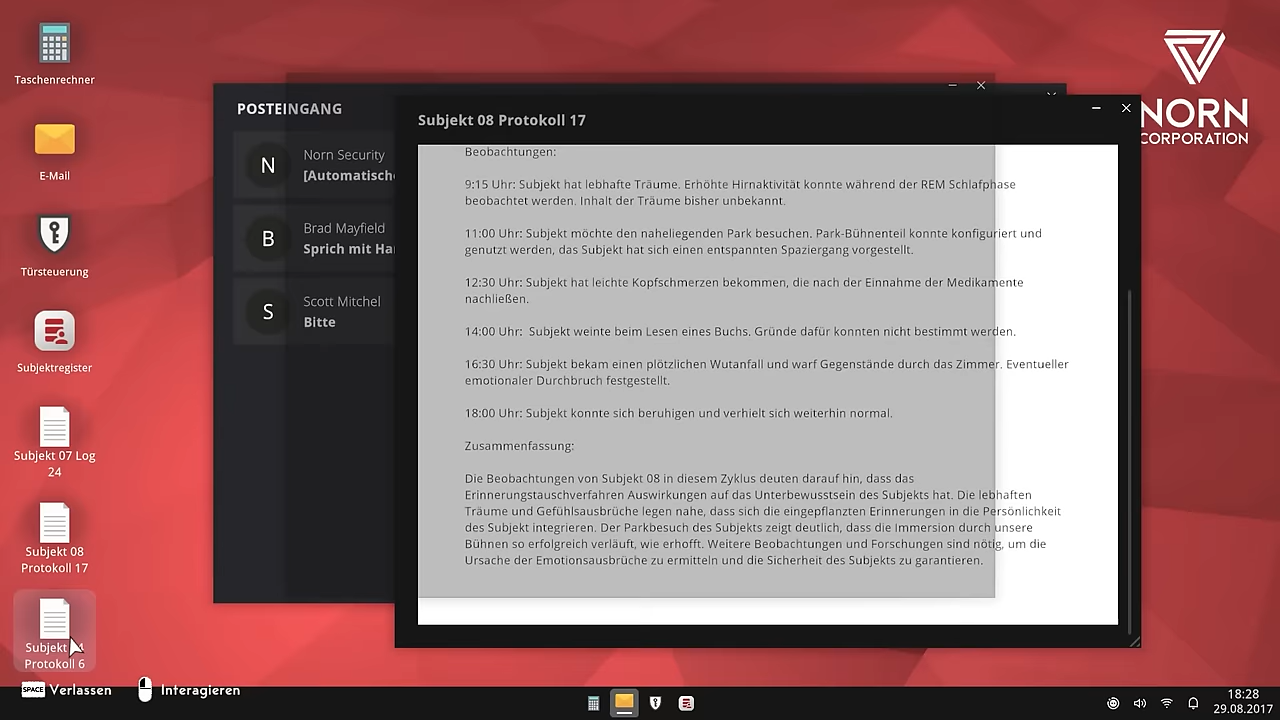 Taschenrechner
E-Mail
Türsteuerung
Subjektregister
Subjekt 07 Log
24
Subjekt 08
Protokoll 17
Subjekt
Protokoll 6
SPACE Verlassen
Interagieren
POSTEINGANG
N
Norn Security
[Automatische
B
Brad Mayfield
Sprich mit Ha
S
Scott Mitchel
Bitte
Subjekt 08 Protokoll 17
Beobachtungen:
9:15 Uhr: Subjekt hat lebhafte Träume. Erhöhte Hirnaktivität konnte während der REM Schlafphase
beobachtet werden. Inhalt der Träume bisher unbekannt.
11:00 Uhr: Subjekt möchte den naheliegenden Park besuchen. Park-Bühnenteil konnte konfiguriert und
genutzt werden, das Subjekt hat sich einen entspannten Spaziergang vorgestellt.
12:30 Uhr: Subjekt hat leichte Kopfschmerzen bekommen, die nach der Einnahme der Medikamente
nachließen.
14:00 Uhr:  Subjekt weinte beim Lesen eines Buchs. Gründe dafür konnten nicht bestimmt werden.
16:30 Uhr: Subjekt bekam einen plötzlichen Wutanfall und warf Gegenstände durch das Zimmer. Eventueller
emotionaler Durchbruch festgestellt.
18:00 Uhr: Subjekt konnte sich beruhigen und verhielt sich weiterhin normal.
Zusammenfassung:
Die Beobachtungen von Subjekt 08 in diesem Zyklus deuten darauf hin, dass das
Erinnerungstauschverfahren Auswirkungen auf das Unterbewusstsein des Subjekts hat. Die lebhaften
Träume und Gefühlsausbrüche legen nahe, dass sich die eingepflanzten Erinnerungen in die Persönlichkeit
des Subjekt integrieren. Der Parkbesuch des Subjekts zeigt deutlich, dass die Immersion durch unsere
Bühnen so erfolgreich verläuft, wie erhofft. Weitere Beobachtungen und Forschungen sind nötig, um die
Ursache der Emotionsausbrüche zu ermitteln und die Sicherheit des Subjekts zu garantieren.
NORN
CORPORATION
18:28
29.08.2017